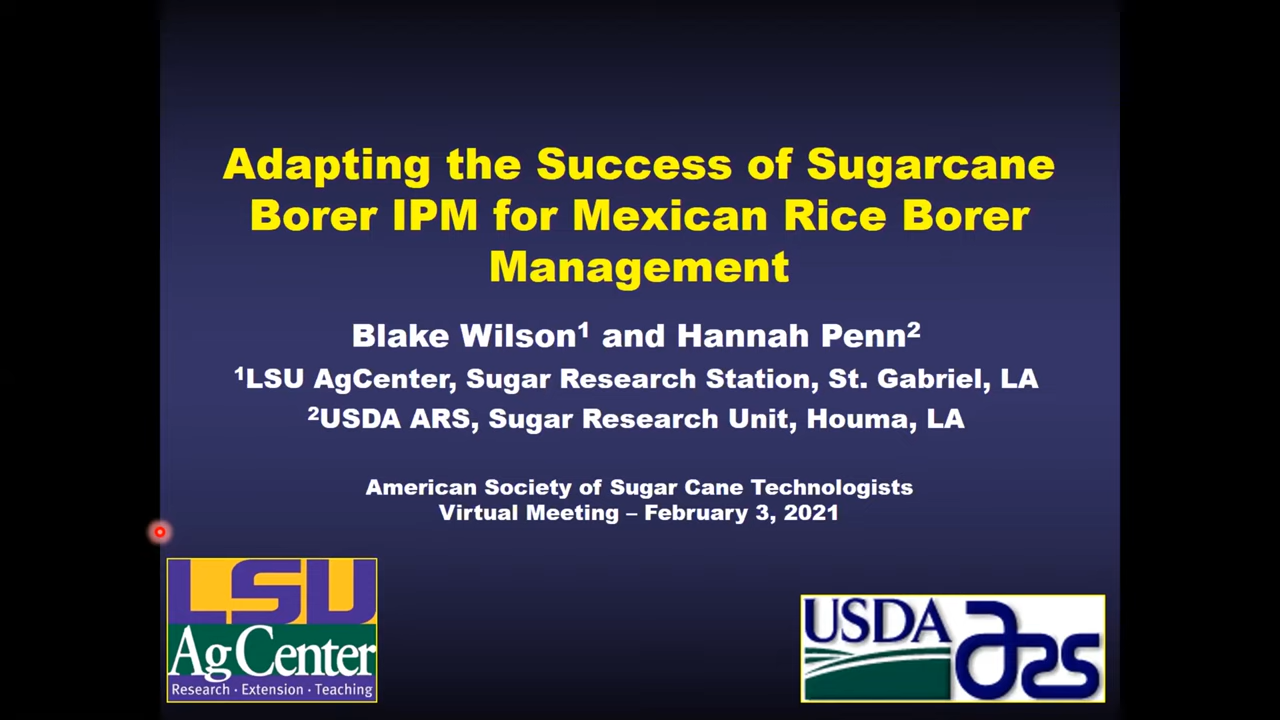 Adapting the Success of Sugarcane
Borer IPM for Mexican Rice Borer
Management
Blake Wilson¹ and Hannah Penn²
¹LSU AgCenter, Sugar Research Station, St. Gabriel, LA
²USDA ARS, Sugar Research Unit, Houma, LA
American Society of Sugar Cane Technologists
Virtual Meeting – February 3, 2021
LSU
AgCenter
Research · Extension · Teaching
USDA ars